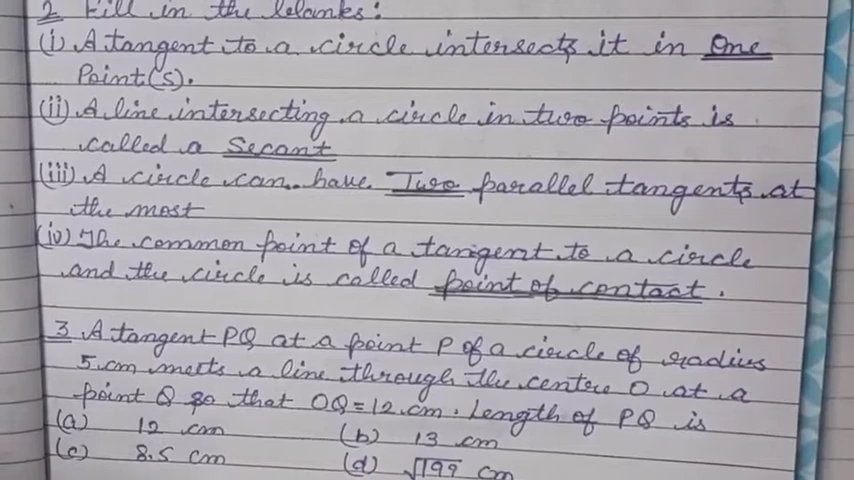 2 Fill in the blanks:
(i) A tangent to a circle intersects it in One
Point(s).
(ii) A line intersecting a circle in two points is
called a Secant
(iii) A circle can have Two parallel tangents at
the most
(iv) The common point of a tangent to a circle
and the circle is called point of contact.
3 A tangent PQ at a point P of a circle of radius
5 cm meets a line through the centre O at a
point Q so that OQ = 12 cm. Length of PQ is
(a) 12 cm (b) 13 cm
(c) 8.5 cm (d) √199 cm